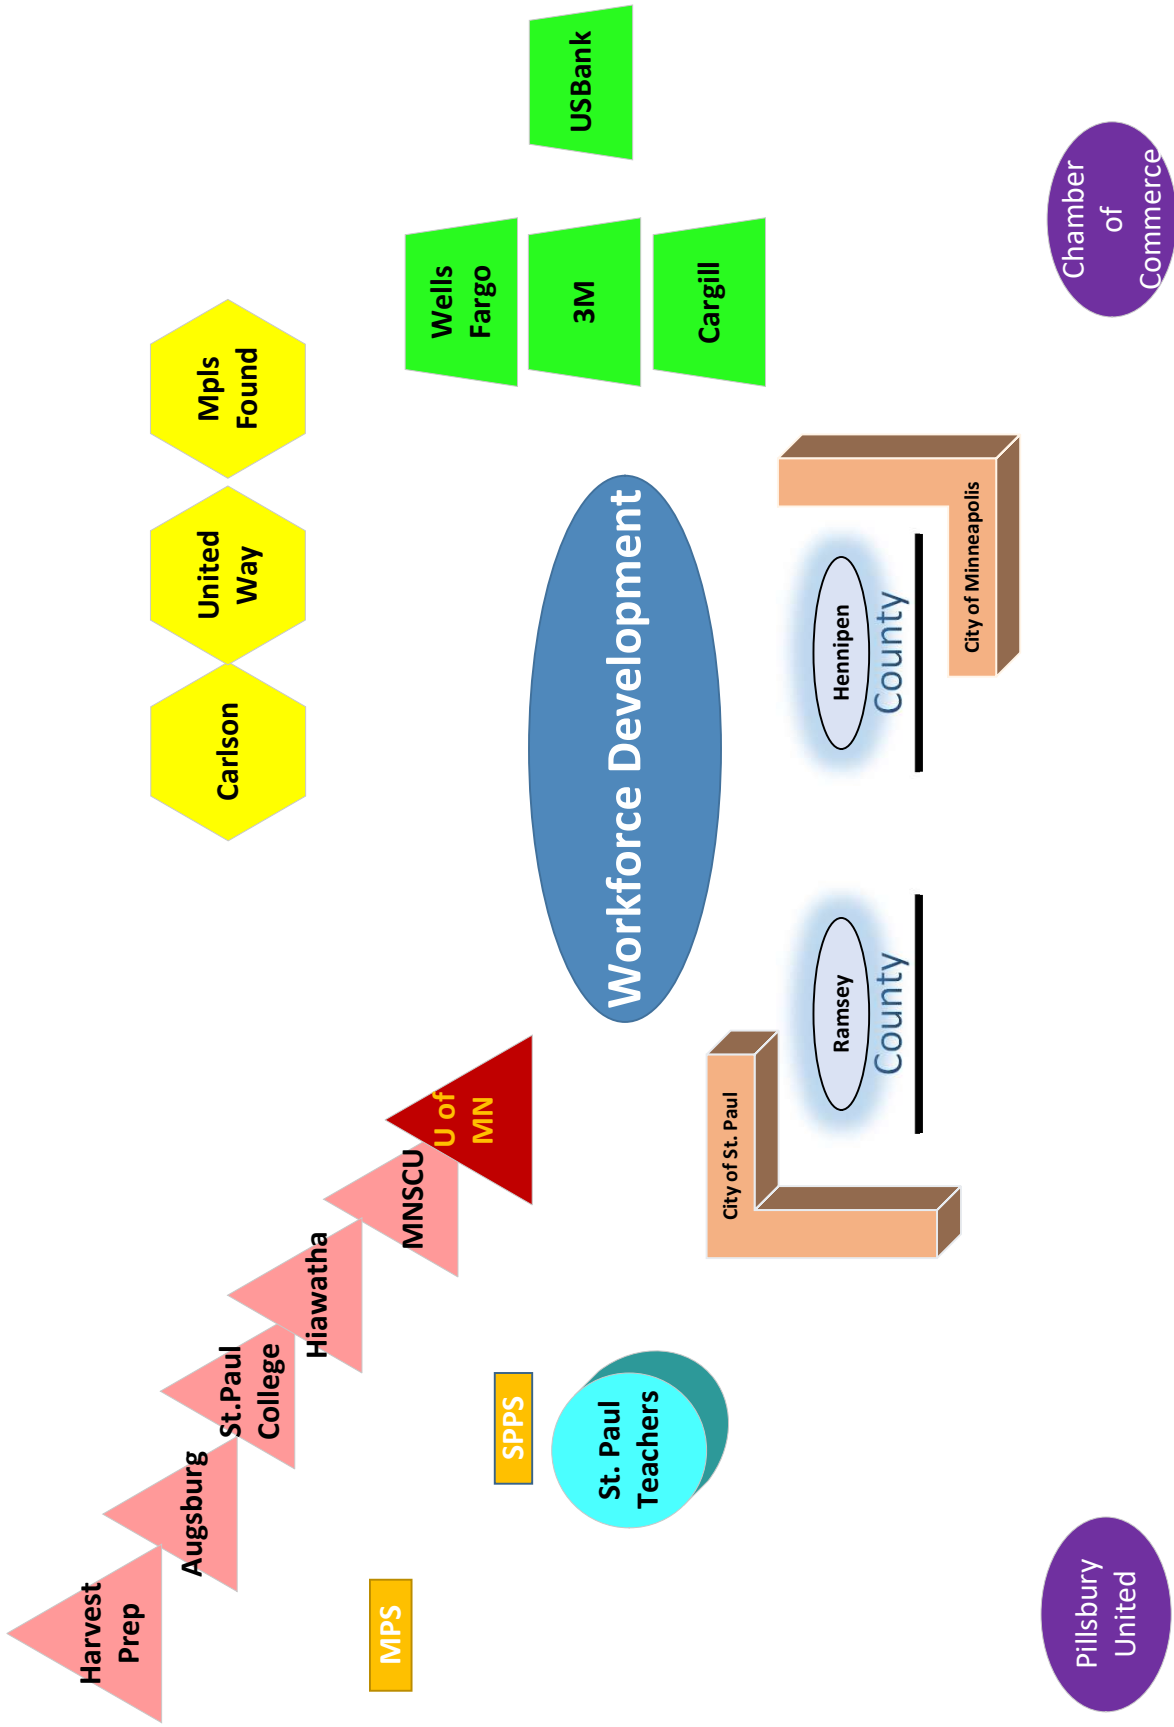 Harvest
Prep
Augsburg
St.Paul
College
Hiawatha
MNSCU
U of
MN
Carlson
United
Way
Mpls
Found
MPS
SPPS
St. Paul
Teachers
Workforce Development
Wells
Fargo
3M
Cargill
USBank
City of St. Paul
Ramsey
County
Hennipen
County
City of Minneapolis
Pillsbury
United
Chamber
of
Commerce